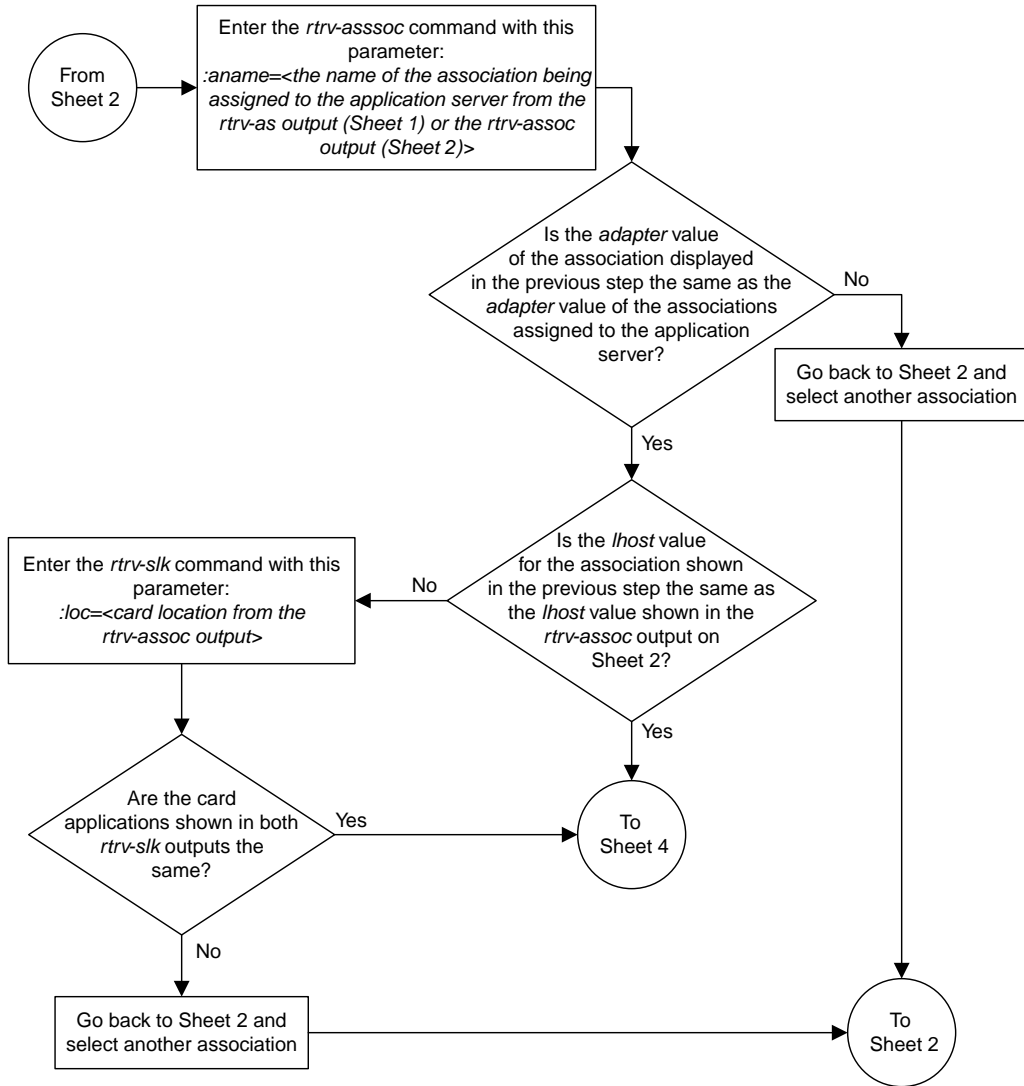 From
Sheet 2
Enter the rtrv-asssoc command with this
parameter:
:aname=<the name of the association being
assigned to the application server from the
rtrv-as output (Sheet 1) or the rtrv-assoc
output (Sheet 2)>
Is the adapter value
of the association displayed
in the previous step the same as the
adapter value of the associations
assigned to the application
server?
No
Go back to Sheet 2 and
select another association
Yes
Is the lhost value
for the association shown
in the previous step the same as
the lhost value shown in the
rtrv-assoc output on
Sheet 2?
No
Enter the rtrv-slk command with this
parameter:
:loc=<card location from the
rtrv-assoc output>
Yes
Are the card
applications shown in both
rtrv-slk outputs the
same?
Yes
To
Sheet 4
No
Go back to Sheet 2 and
select another association
To
Sheet 2